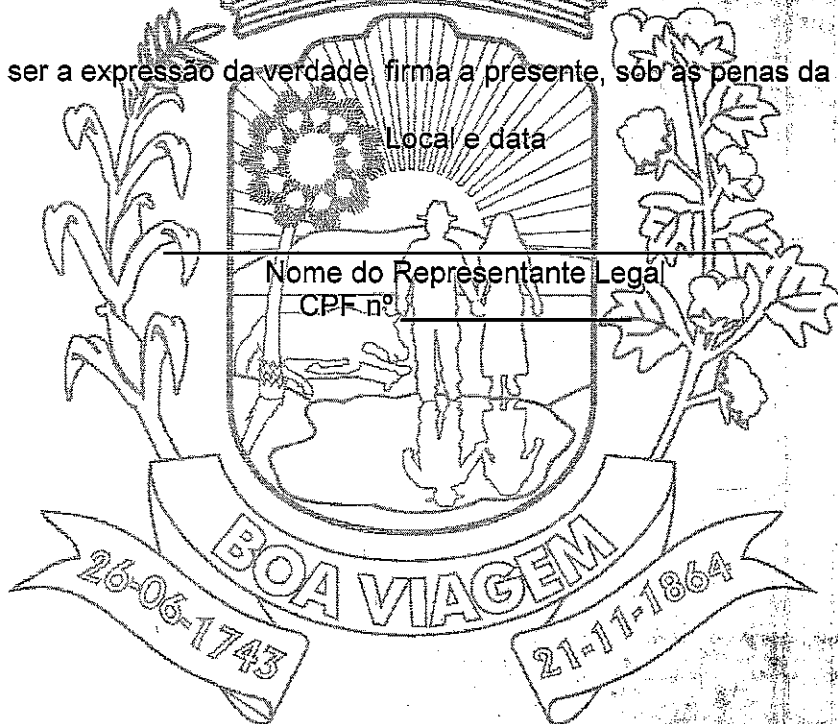 ser a expressão da verdade, firma a presente, sob as penas da
Local e data
Nome do Representante Legal
CPF nº
BOA VIAGEM
26-06-1743
21-11-1864